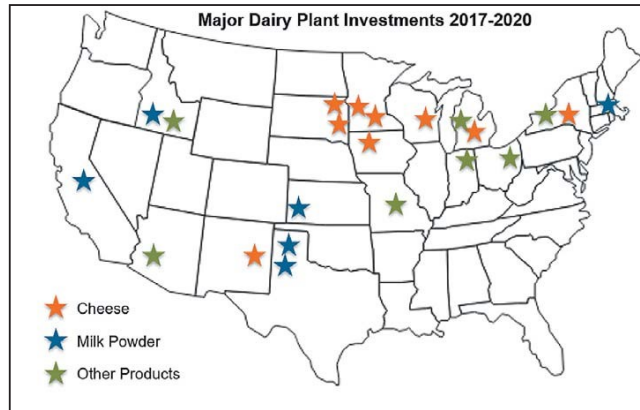 Major Dairy Plant Investments 2017-2020
Cheese
Milk Powder
Other Products